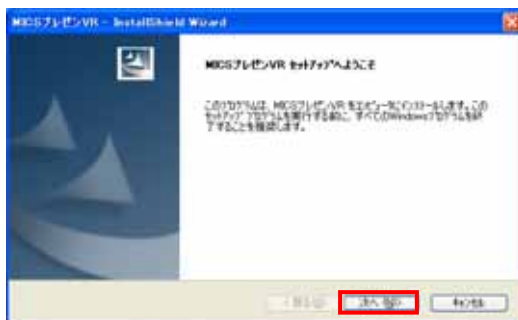 MICSプレゼンVR - InstallShield Wizard
MICSプレゼンVR ｾｯﾄｱｯﾌﾟへようこそ
このﾌﾟﾛｸﾞﾗﾑは、MICSプレゼンVR をｺﾝﾋﾟｭｰﾀにｲﾝｽﾄｰﾙします。この
ｾｯﾄｱｯﾌﾟ ﾌﾟﾛｸﾞﾗﾑを実行する前に、すべてのWindowsﾌﾟﾛｸﾞﾗﾑを終
了することを推奨します。
次へ(N)>
ｷｬﾝｾﾙ